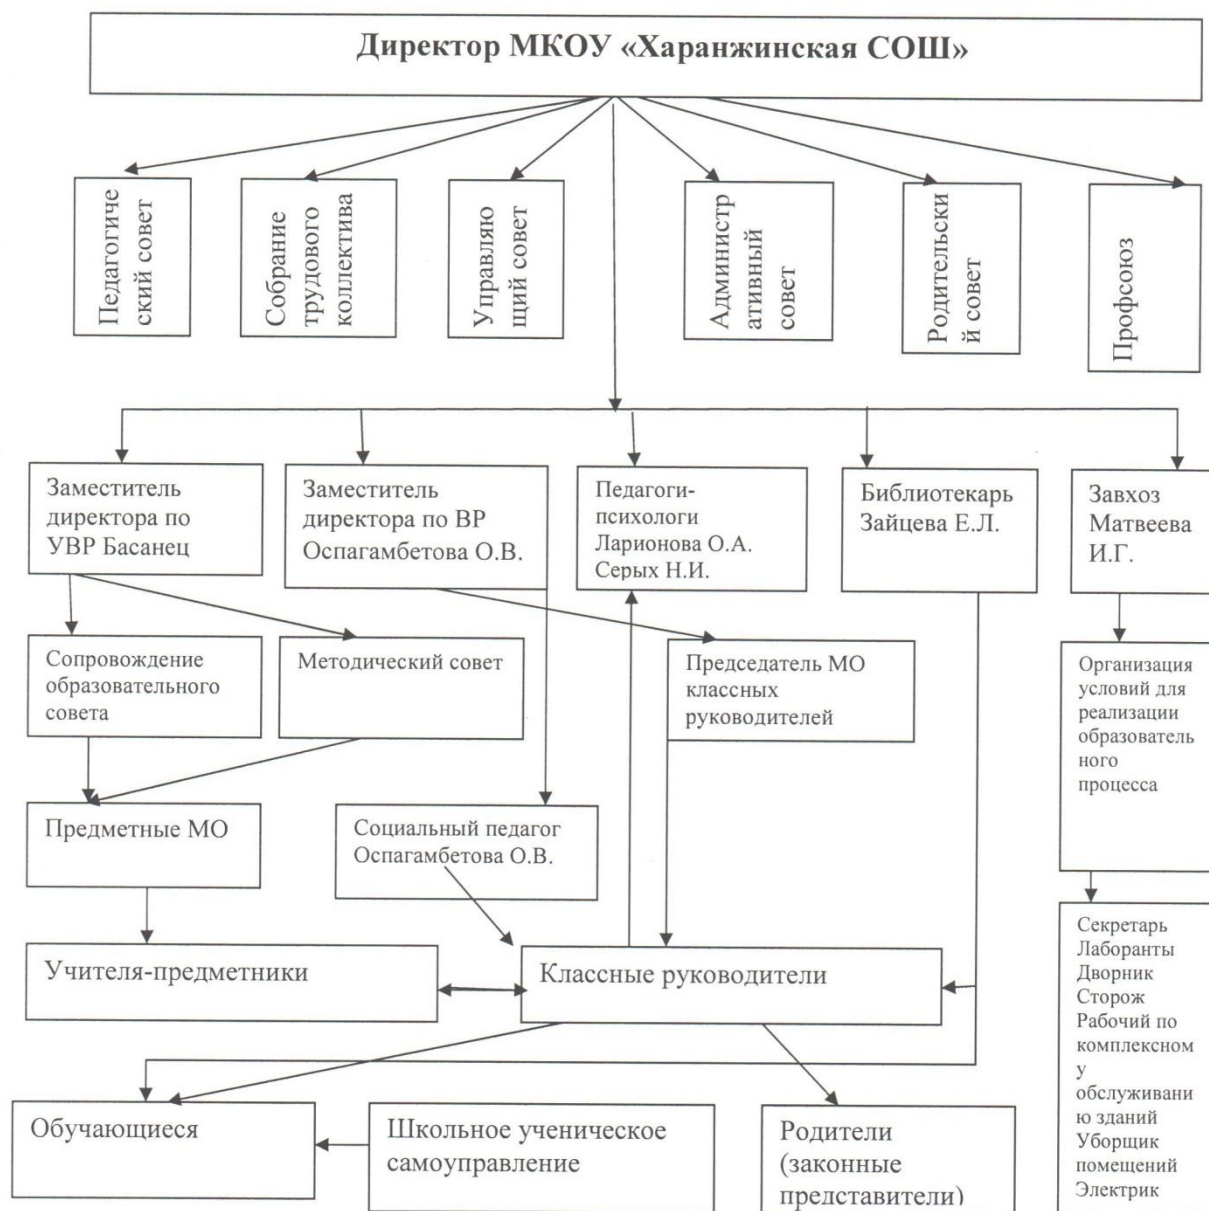 Директор МКОУ «Харанжинская СОШ»
Педагогиче
ский совет
Собрание
трудового
коллектива
Управляю
щий совет
Администр
ативный
совет
Родительски
й совет
Профсоюз
Заместитель
директора по
УВР Басанец
Заместитель
директора по ВР
Оспагамбетова О.В.
Педагоги-
психологи
Ларионова О.А.
Серых Н.И.
Библиотекарь
Зайцева Е.Л.
Завхоз
Матвеева
И.Г.
Сопровождение
образовательного
совета
Методический совет
Председатель МО
классных
руководителей
Организация
условий для
реализации
образователь
ного
процесса
Предметные МО
Социальный педагог
Оспагамбетова О.В.
Учителя-предметники
Классные руководители
Секретарь
Лаборанты
Дворник
Сторож
Рабочий по
комплексном
у
обслуживани
ю зданий
Уборщик
помещений
Электрик
Обучающиеся
Школьное ученическое
самоуправление
Родители
(законные
представители)